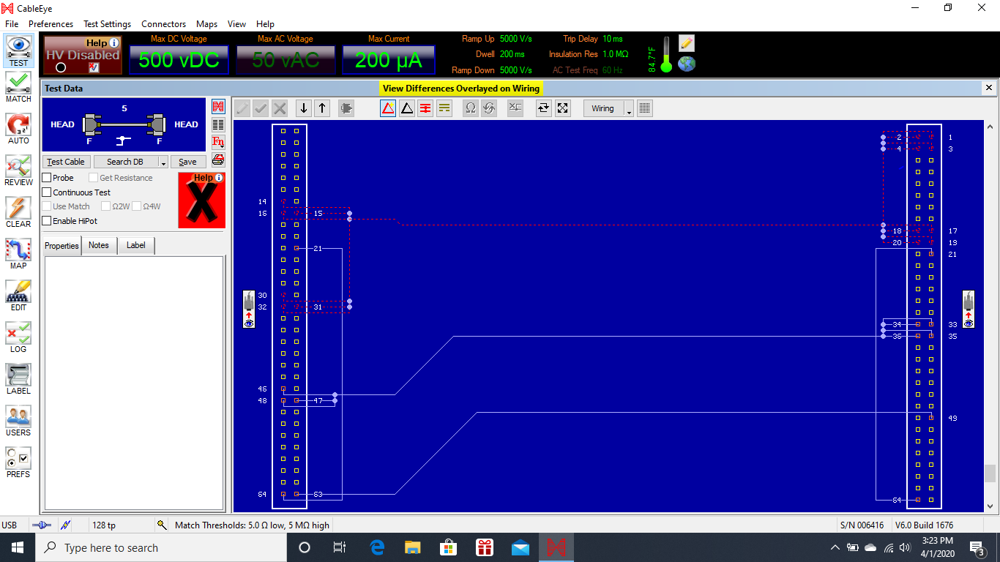 CableEye
File Preferences Test Settings Connectors Maps View Help
TEST
MATCH
AUTO
REVIEW
CLEAR
MAP
EDIT
LOG
LABEL
USERS
PREFS
Help i
HV Disabled
Max DC Voltage
500 vDC
Max AC Voltage
50 vAC
Max Current
200 µA
Ramp Up 5000 V/s
Dwell 200 ms
Ramp Down 5000 V/s
Trip Delay 10 ms
Insulation Res 1.0 MΩ
AC Test Freq 60 Hz
84.7°F
Test Data
View Differences Overlayed on Wiring
5
HEAD HEAD
F F
Fn
Test Cable Search DB Save
Probe Get Resistance
Continuous Test
Use Match Ω2W Ω4W
Enable HiPot
Help i
X
Properties Notes Label
Wiring
14
16 15
21
30
32 31
46
48 47
64 63
2 1
4 3
18 17
20 19
21
34 33
36 35
49
64
USB 128 tp Match Thresholds: 5.0 Ω low, 5 MΩ high S/N 006416 V6.0 Build 1676
Type here to search
3:23 PM
4/1/2020
3